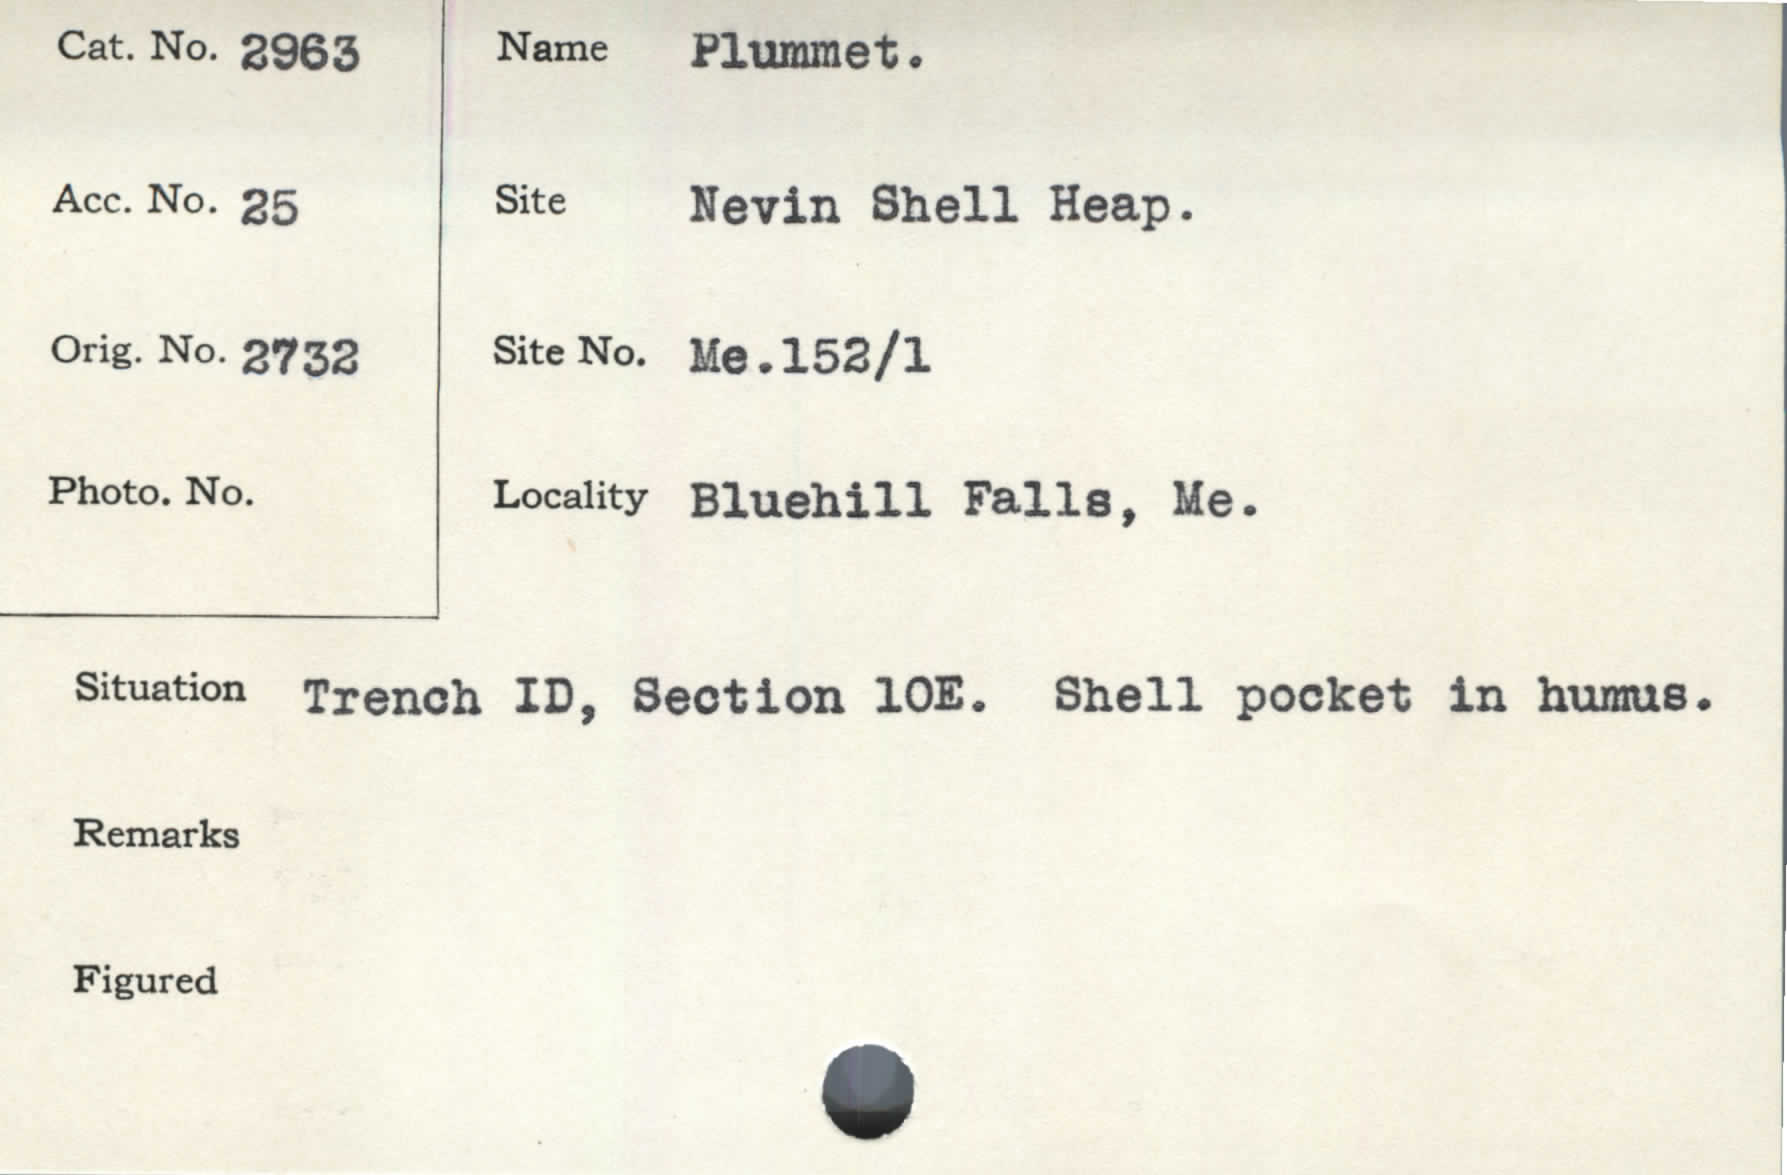 Cat. No. 2963
Acc. No. 25
Orig. No. 2732
Photo. No.
Name Plummet.
Site Nevin Shell Heap.
Site No. Me.152/1
Locality Bluehill Falls, Me.
Situation Trench ID, Section 10E. Shell pocket in humus.
Remarks
Figured